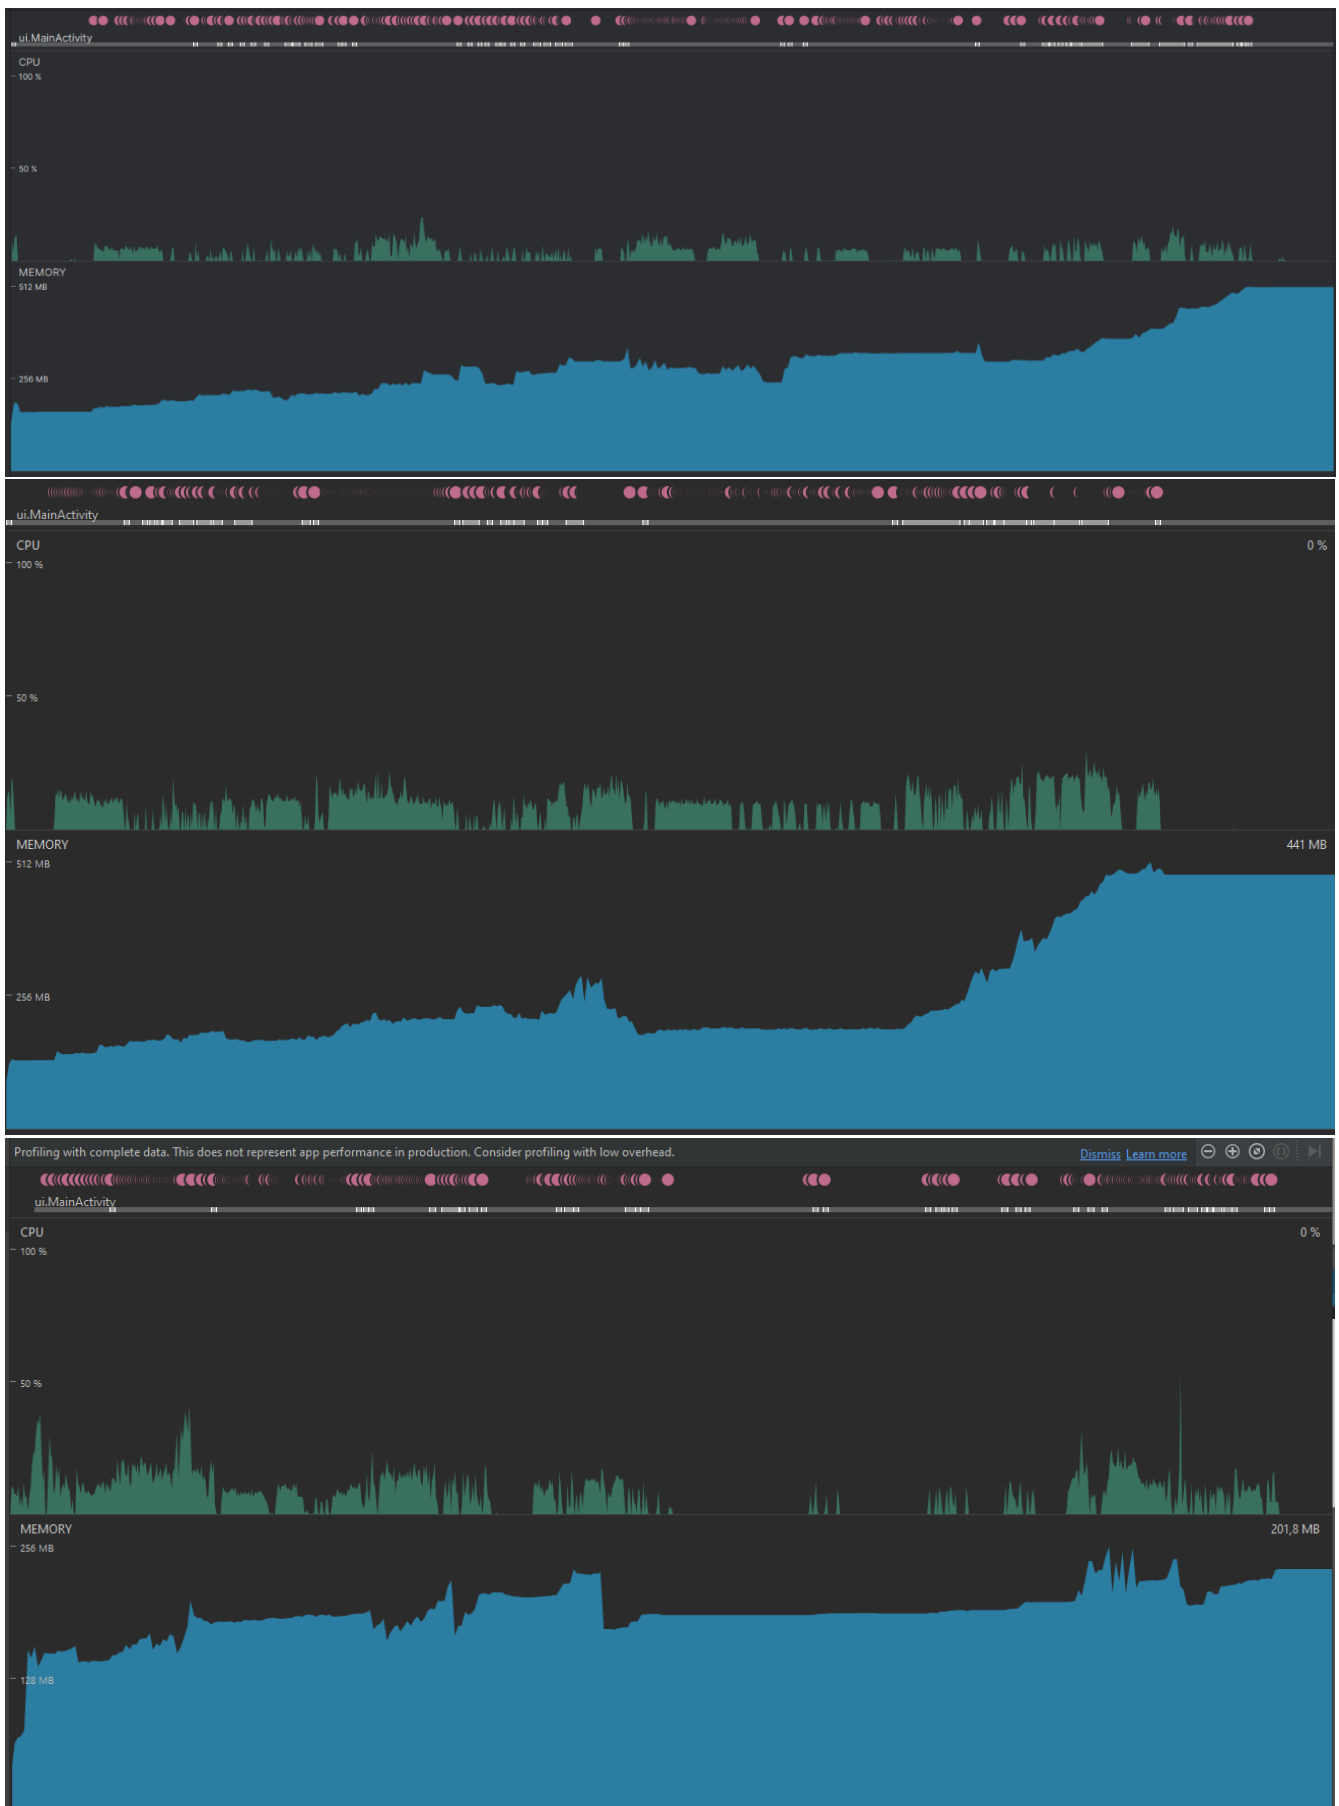 ui.MainActivity
CPU
100 %
50 %
MEMORY
512 MB
256 MB
ui.MainActivity
CPU 0 %
100 %
50 %
MEMORY 441 MB
512 MB
256 MB
Profiling with complete data. This does not represent app performance in production. Consider profiling with low overhead. Dismiss Learn more
ui.MainActivity
CPU 0 %
100 %
50 %
MEMORY 201,8 MB
256 MB
128 MB